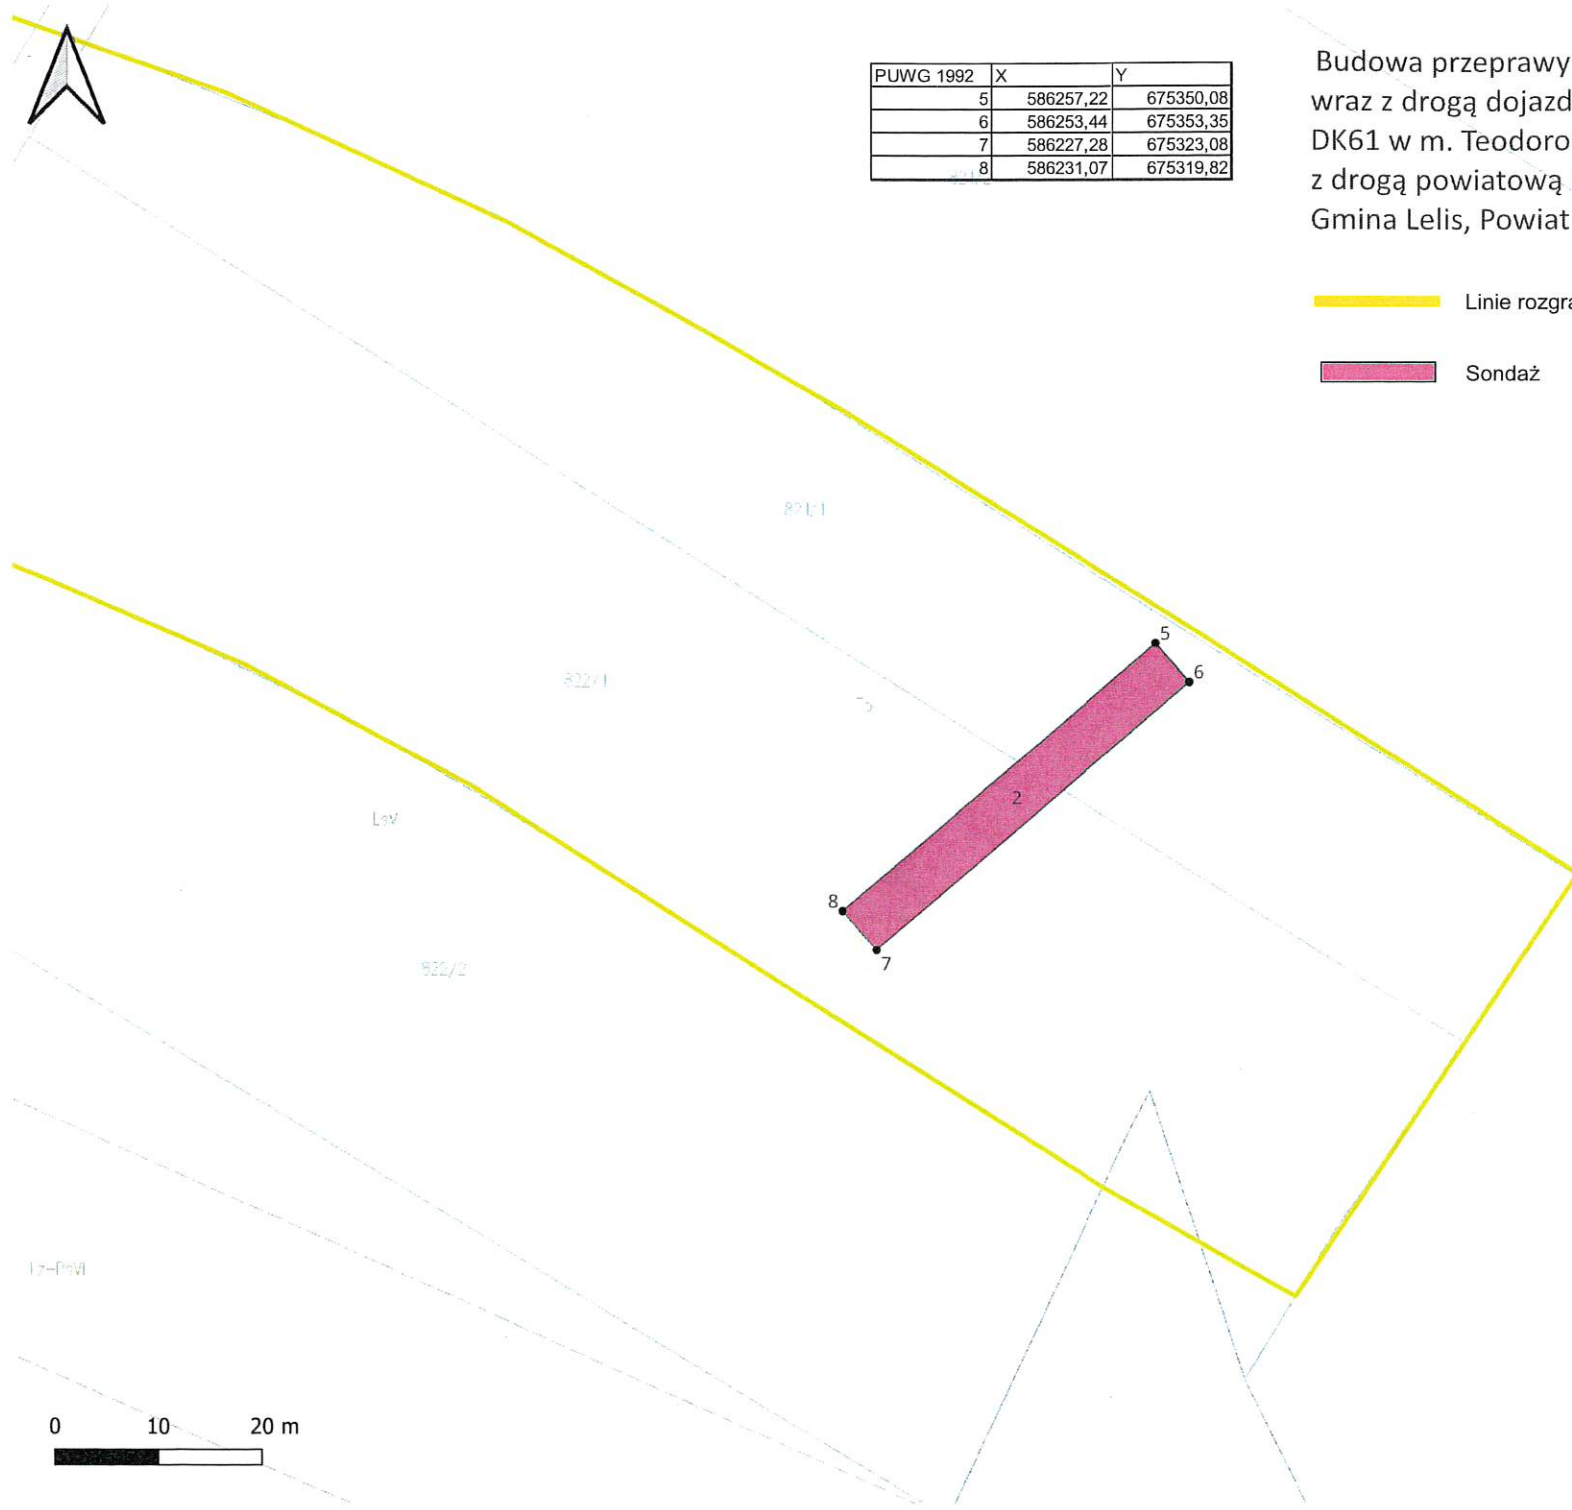 PUWG 1992 X Y
5 586257,22 675350,08
6 586253,44 675353,35
7 586227,28 675323,08
8 586231,07 675319,82
Budowa przeprawy
wraz z drogą dojazd
DK61 w m. Teodoro
z drogą powiatową
Gmina Lelis, Powiat
Linie rozgra
Sondaż
821/1
5
6
822/1
2
LsV
8
7
822/2
0 10 20 m